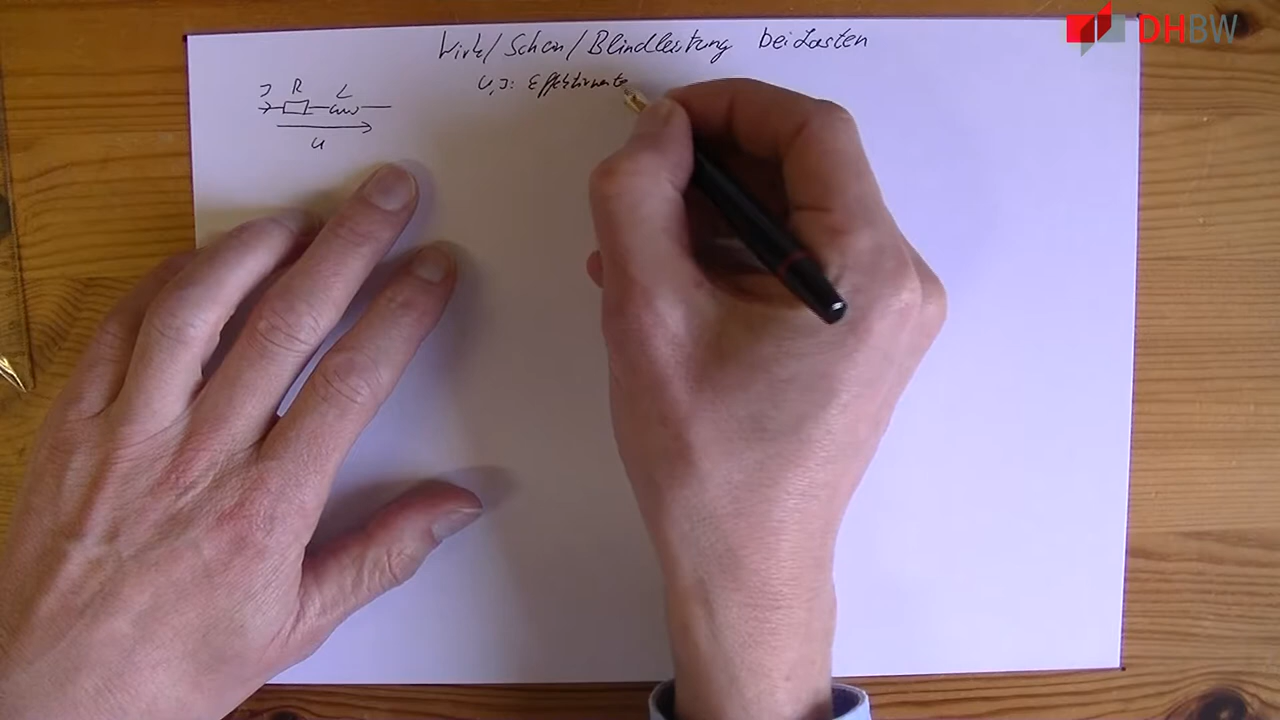 Wirk/Schein/Blindleistung bei Lasten
U, I: Effektivwerte
I R L
U
DHBW